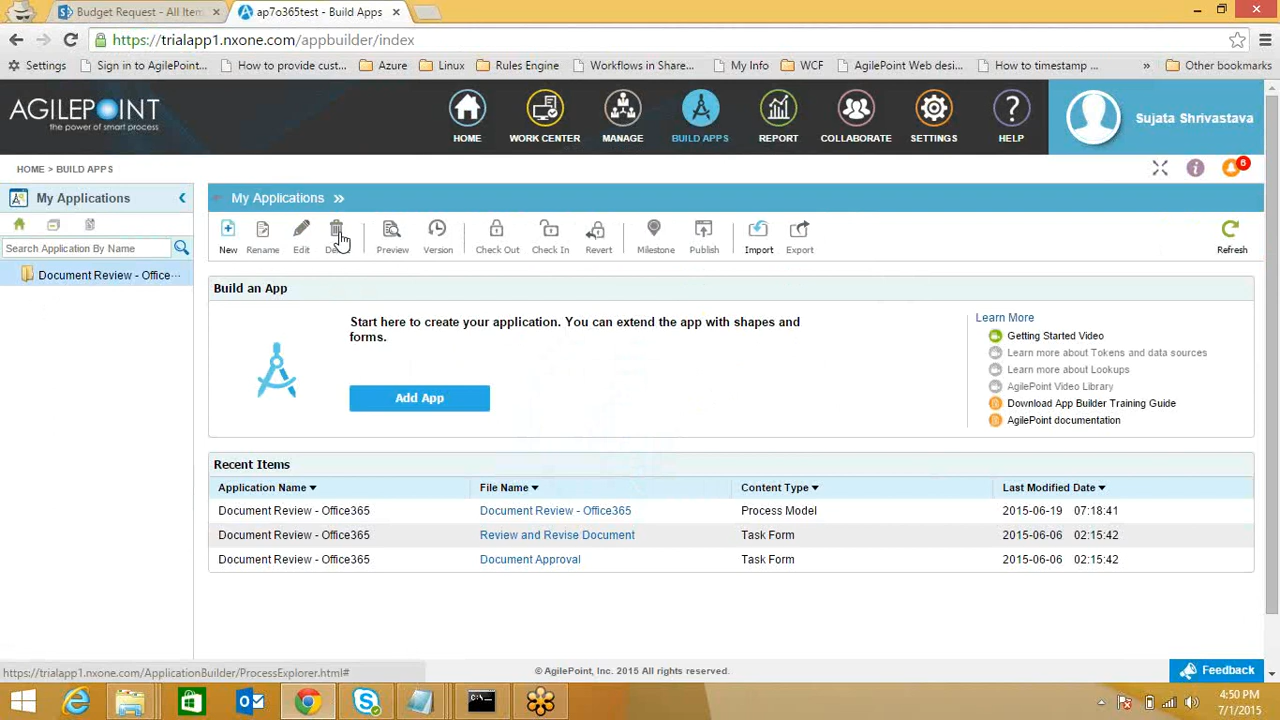 Budget Request - All Item
ap7o365test - Build Apps
https://trialapp1.nxone.com/appbuilder/index
Settings
Sign in to AgilePoint...
How to provide cust...
Azure
Linux
Rules Engine
Workflows in Share...
My Info
WCF
AgilePoint Web desi...
How to timestamp ...
»
Other bookmarks
AGILEPOINT
the power of smart process
HOME
WORK CENTER
MANAGE
BUILD APPS
REPORT
COLLABORATE
SETTINGS
HELP
Sujata Shrivastava
HOME > BUILD APPS
6
My Applications
My Applications »
Search Application By Name
Document Review - Office...
New
Rename
Edit
Preview
Version
Check Out
Check In
Revert
Milestone
Publish
Import
Export
Refresh
Build an App
Start here to create your application. You can extend the app with shapes and
forms.
Add App
Learn More
Getting Started Video
Learn more about Tokens and data sources
Learn more about Lookups
AgilePoint Video Library
Download App Builder Training Guide
AgilePoint documentation
Recent Items
Application Name File Name Content Type Last Modified Date
Document Review - Office365 Document Review - Office365 Process Model 2015-06-19 07:18:41
Document Review - Office365 Review and Revise Document Task Form 2015-06-06 02:15:42
Document Review - Office365 Document Approval Task Form 2015-06-06 02:15:42
https://trialapp1.nxone.com/ApplicationBuilder/ProcessExplorer.html#
© AgilePoint, Inc. 2015 All rights reserved.
Feedback
4:50 PM
7/1/2015